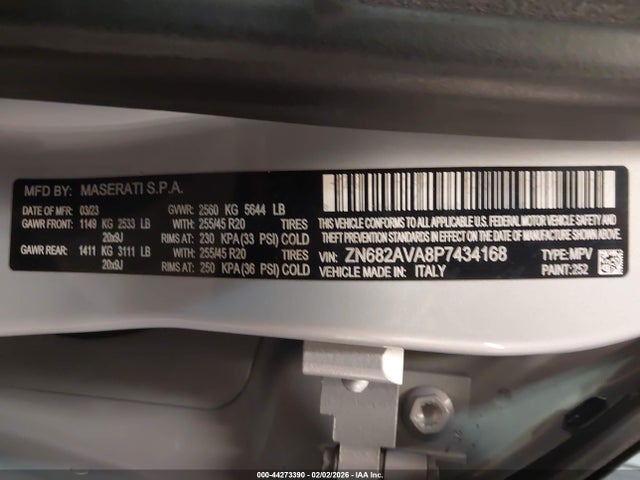 MFD BY: MASERATI S.P.A.
DATE OF MFR: 03/23 GVWR: 2560 KG 5644 LB
GAWR FRONT: 1149 KG 2533 LB WITH: 255/45 R20 TIRES
20x9J RIMS AT: 230 KPA (33 PSI) COLD
GAWR REAR: 1411 KG 3111 LB WITH: 255/45 R20 TIRES
20x9J RIMS AT: 250 KPA (36 PSI) COLD
THIS VEHICLE CONFORMS TO ALL APPLICABLE U.S. FEDERAL MOTOR VEHICLE
SAFETY, BUMPER, AND THEFT PREVENTION STANDARDS IN EFFECT ON THE
DATE OF MANUFACTURE SHOWN ABOVE.
VIN: ZN682AVA8P7434168 TYPE: MPV
VEHICLE MADE IN: ITALY PAINT: 252
000-44273390 - 02/02/2026 - IAA Inc.